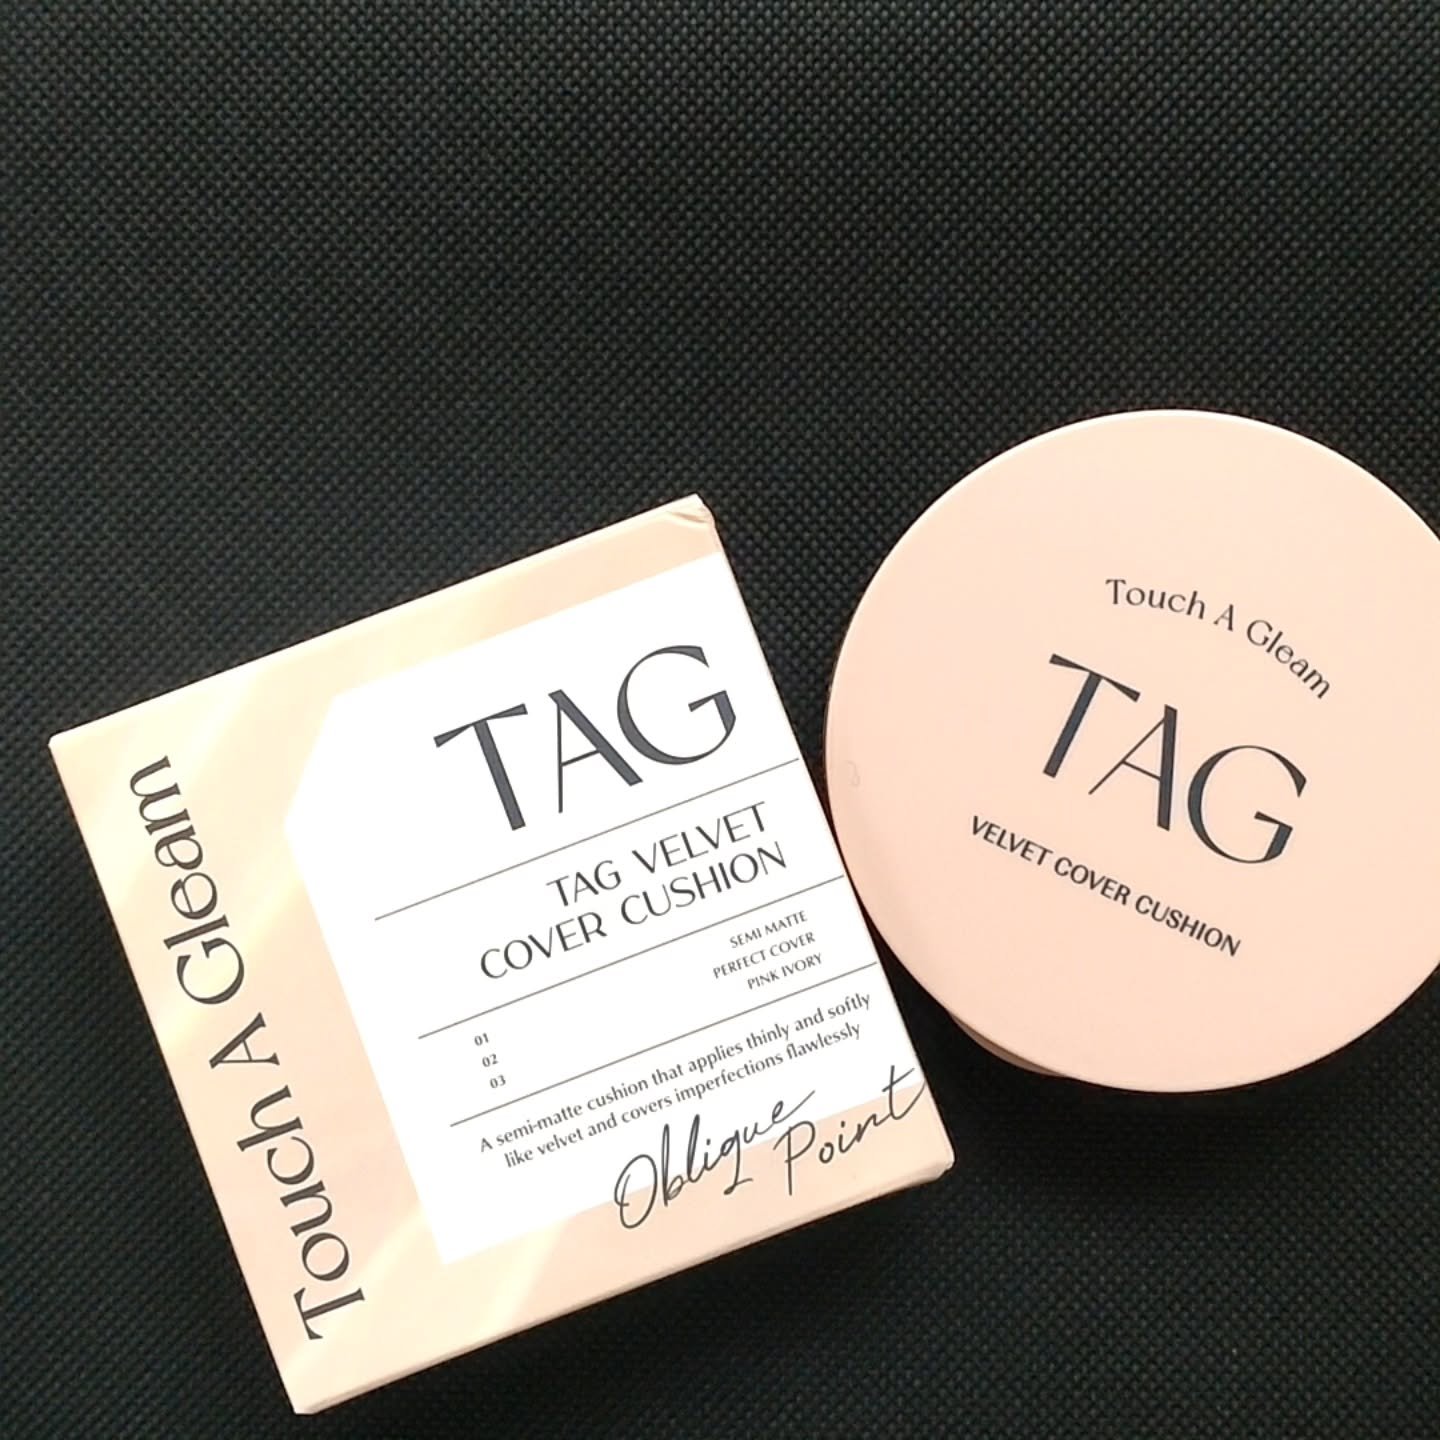 Touch A Gleam
TAG
TAG VELVET
COVER CUSHION
SEMI MATTE
PERFECT COVER
PINK IVORY
01
02
03
A semi-matte cushion that applies thinly and softly
like velvet and covers imperfections flawlessly
Oblique
Point
Touch A Gleam
TAG
VELVET COVER CUSHION